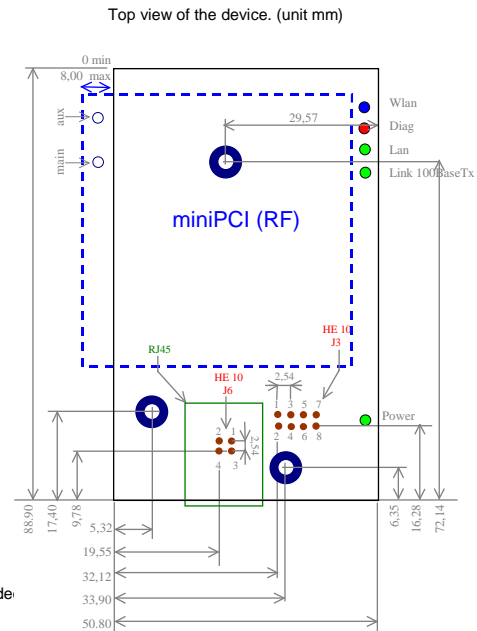 Top view of the device. (unit mm)
0 min
8,00 max
Wlan
aux
29,57
Diag
main
Lan
Link 100BaseTx
miniPCI (RF)
HE 10
J3
RJ45
HE 10
J6
2,54
1 3 5 7
2 4 6 8
Power
2 1
4 3
2,54
88,90
17,40
9,78
6,35
16,28
72,14
5,32
19,55
32,12
33,90
50.80